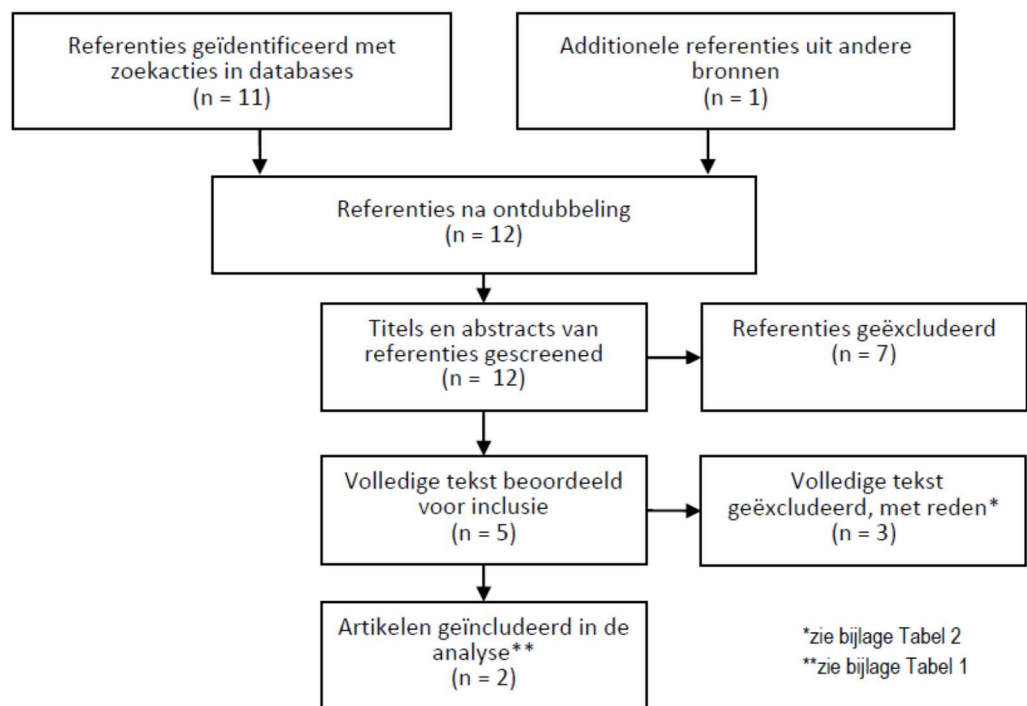 Referenties geïdentificeerd met
zoekacties in databases
(n = 11)
Additionele referenties uit andere
bronnen
(n = 1)
Referenties na ontdubbeling
(n = 12)
Titels en abstracts van
referenties gescreened
(n = 12)
Referenties geëxcludeerd
(n = 7)
Volledige tekst beoordeeld
voor inclusie
(n = 5)
Volledige tekst
geëxcludeerd, met reden*
(n = 3)
Artikelen geïncludeerd in de
analyse**
(n = 2)
*zie bijlage Tabel 2
**zie bijlage Tabel 1